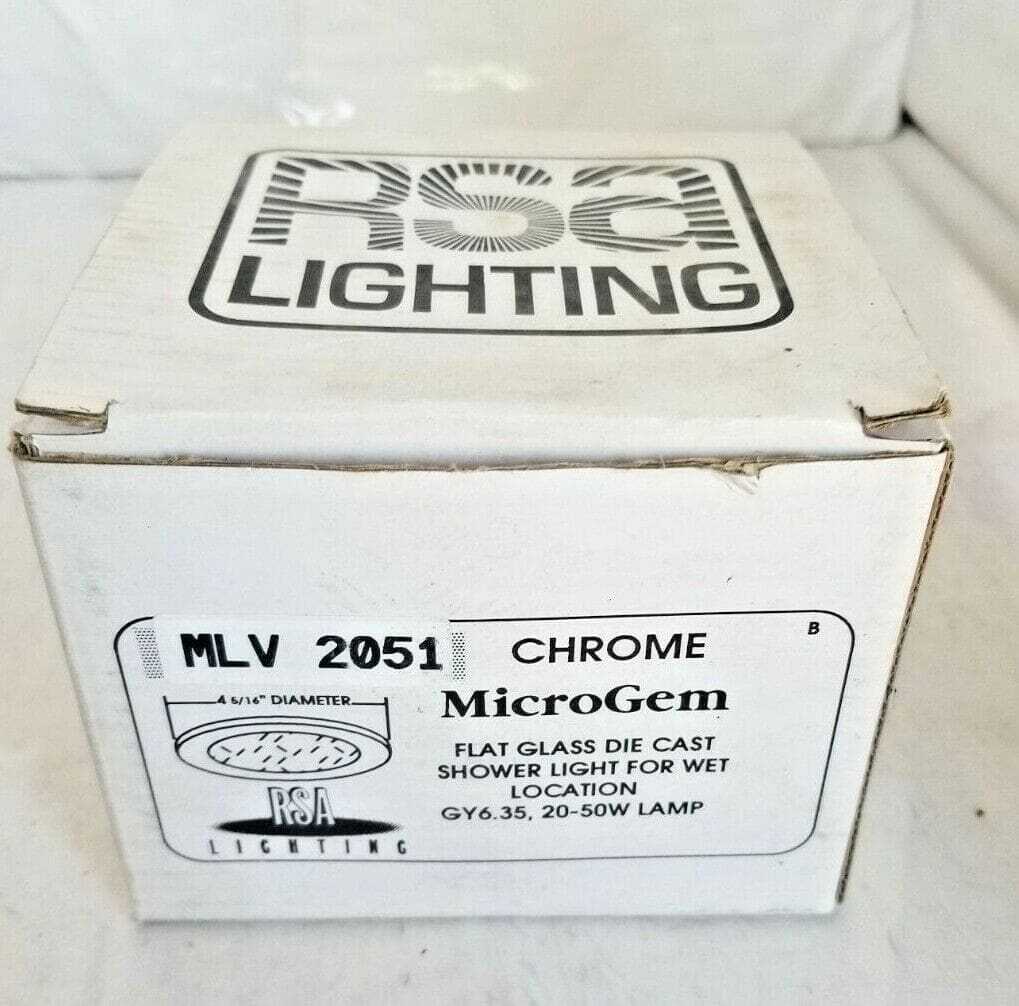 RSa
LIGHTING
MLV 2051
CHROME
B
4 5/16" DIAMETER
MicroGem
FLAT GLASS DIE CAST
SHOWER LIGHT FOR WET
LOCATION
GY6.35, 20-50W LAMP
RSA
LIGHTING